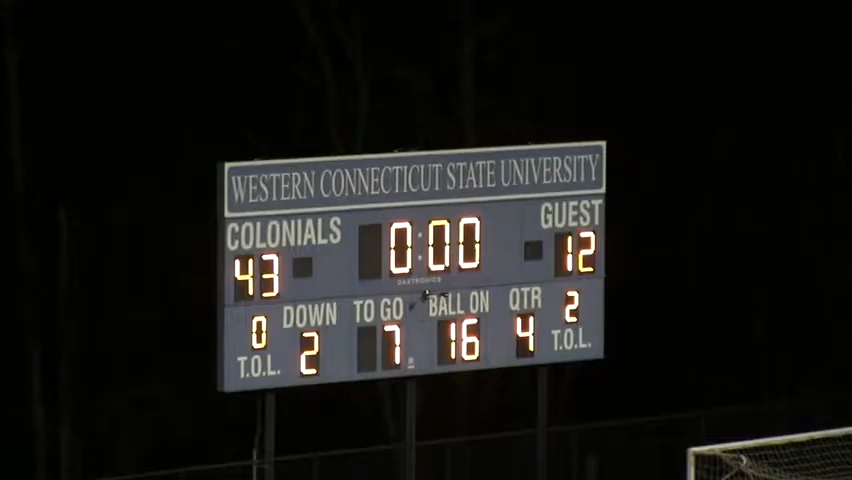 WESTERN CONNECTICUT STATE UNIVERSITY
COLONIALS 0:00 GUEST
43 12
DAKTRONICS
DOWN TO GO BALL ON QTR
0 2 7 16 4 2
T.O.L. T.O.L.